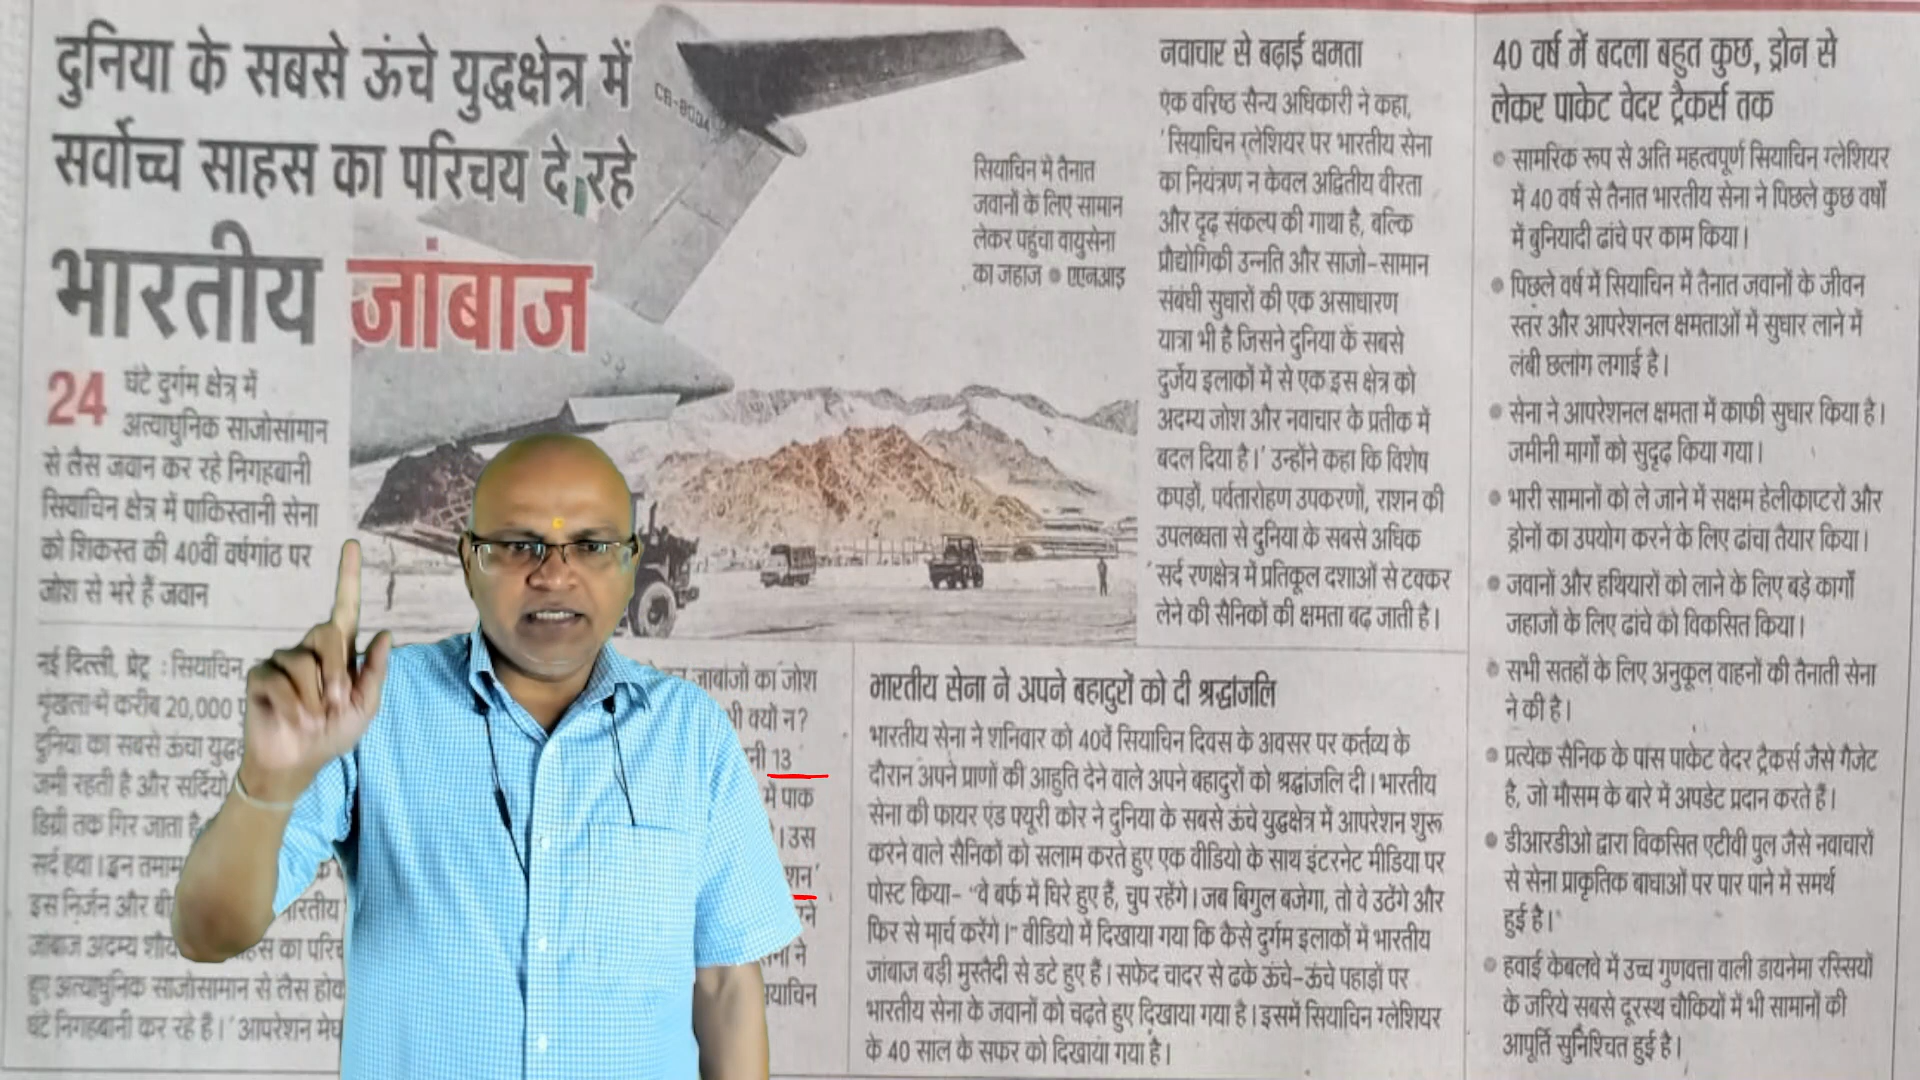 दुनिया के सबसे ऊंचे युद्धक्षेत्र में
सर्वोच्च साहस का परिचय दे रहे
भारतीय जांबाज
24 घंटे दुर्गम क्षेत्र में
अत्याधुनिक साजोसामान
से लैस जवान कर रहे निगहबानी
सियाचिन क्षेत्र में पाकिस्तानी सेना
को शिकस्त की 40वीं वर्षगांठ पर
जोश से भरे हैं जवान
CB-8004
सियाचिन में तैनात
जवानों के लिए सामान
लेकर पहुंचा वायुसेना
का जहाज ● एएनआइ
नई दिल्ली, प्रेट्र : सियाचिन
श्रृंखला में करीब 20,000
दुनिया का सबसे ऊंचा
जमी रहती है और सर्दियों
डिग्री तक गिर जाता है
सर्द हवा। इन तमाम
इस निर्जन और
जांबाज अदम्य शौर्य
हुए अत्याधुनिक साजोसामान से लैस
घंटे निगहबानी कर रहे हैं। 'आपरेशन
भारतीय
का
जाबांजों का जोश
भी क्यों न?
13
में पाक
। उस
ने
सियाचिन
नवाचार से बढ़ाई क्षमता
एक वरिष्ठ सैन्य अधिकारी ने कहा,
'सियाचिन ग्लेशियर पर भारतीय सेना
का नियंत्रण न केवल अद्वितीय वीरता
और दृढ़ संकल्प की गाथा है, बल्कि
प्रौद्योगिकी उन्नति और साजो-सामान
संबंधी सुधारों की एक असाधारण
यात्रा भी है जिसने दुनिया के सबसे
दुर्जेय इलाकों में से एक इस क्षेत्र को
अदम्य जोश और नवाचार के प्रतीक में
बदल दिया है।' उन्होंने कहा कि विशेष
कपड़ों, पर्वतारोहण उपकरणों, राशन की
उपलब्धता से दुनिया के सबसे अधिक
सर्द रणक्षेत्र में प्रतिकूल दशाओं से टक्कर
लेने की सैनिकों की क्षमता बढ़ जाती है।
भारतीय सेना ने अपने बहादुरों को दी श्रद्धांजलि
भारतीय सेना ने शनिवार को 40वें सियाचिन दिवस के अवसर पर कर्तव्य के
दौरान अपने प्राणों की आहुति देने वाले अपने बहादुरों को श्रद्धांजलि दी। भारतीय
सेना की फायर एंड फ्यूरी कोर ने दुनिया के सबसे ऊंचे युद्धक्षेत्र में आपरेशन शुरू
करने वाले सैनिकों को सलाम करते हुए एक वीडियो के साथ इंटरनेट मीडिया पर
पोस्ट किया- "वे बर्फ में घिरे हुए हैं, चुप रहेंगे। जब बिगुल बजेगा, तो वे उठेंगे और
फिर से मार्च करेंगे।" वीडियो में दिखाया गया कि कैसे दुर्गम इलाकों में भारतीय
जांबाज बड़ी मुस्तैदी से डटे हुए हैं। सफेद चादर से ढके ऊंचे-ऊंचे पहाड़ों पर
भारतीय सेना के जवानों को चढ़ते हुए दिखाया गया है। इसमें सियाचिन ग्लेशियर
के 40 साल के सफर को दिखाया गया है।
40 वर्ष में बदला बहुत कुछ, ड्रोन से
लेकर पाकेट वेदर ट्रैकर्स तक
● सामरिक रूप से अति महत्वपूर्ण सियाचिन ग्लेशियर
में 40 वर्ष से तैनात भारतीय सेना ने पिछले कुछ वर्षों
में बुनियादी ढांचे पर काम किया।
● पिछले वर्ष में सियाचिन में तैनात जवानों के जीवन
स्तर और आपरेशनल क्षमताओं में सुधार लाने में
लंबी छलांग लगाई है।
● सेना ने आपरेशनल क्षमता में काफी सुधार किया है।
जमीनी मार्गों को सुदृढ़ किया गया।
● भारी सामानों को ले जाने में सक्षम हेलीकाप्टरों और
ड्रोनों का उपयोग करने के लिए ढांचा तैयार किया।
● जवानों और हथियारों को लाने के लिए बड़े कार्गो
जहाजों के लिए ढांचे को विकसित किया।
● सभी सतहों के लिए अनुकूल वाहनों की तैनाती सेना
ने की है।
● प्रत्येक सैनिक के पास पाकेट वेदर ट्रैकर्स जैसे गैजेट
है, जो मौसम के बारे में अपडेट प्रदान करते हैं।
● डीआरडीओ द्वारा विकसित एटीवी पुल जैसे नवाचारों
से सेना प्राकृतिक बाधाओं पर पार पाने में समर्थ
हुई है।
● हवाई केबलवे में उच्च गुणवत्ता वाली डायनेमा रस्सियों
के जरिये सबसे दूरस्थ चौकियों में भी सामानों की
आपूर्ति सुनिश्चित हुई है।